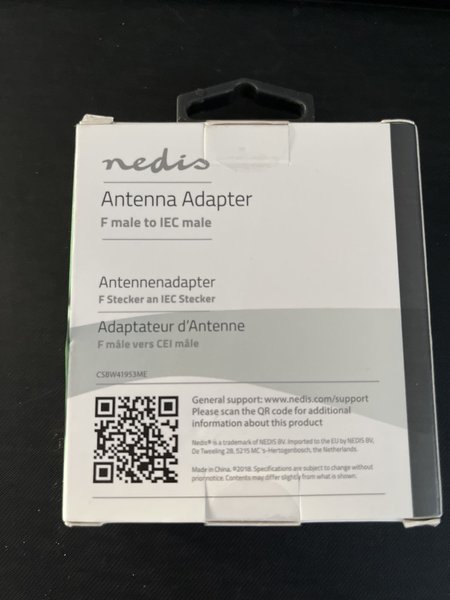 nedis
Antenna Adapter
F male to IEC male
Antennenadapter
F Stecker an IEC Stecker
Adaptateur d'Antenne
F mâle vers CEI mâle
CSBW41953ME
General support: www.nedis.com/support
Please scan the QR code for additional
information about this product
Nedis® is a trademark of NEDIS BV. Imported to the EU by NEDIS BV,
De Tweeling 28, 5215 MC 's-Hertogenbosch, the Netherlands.
Made in China. ©2018. Specifications are subject to change without
prior notice. Contents may differ slightly from what is shown.